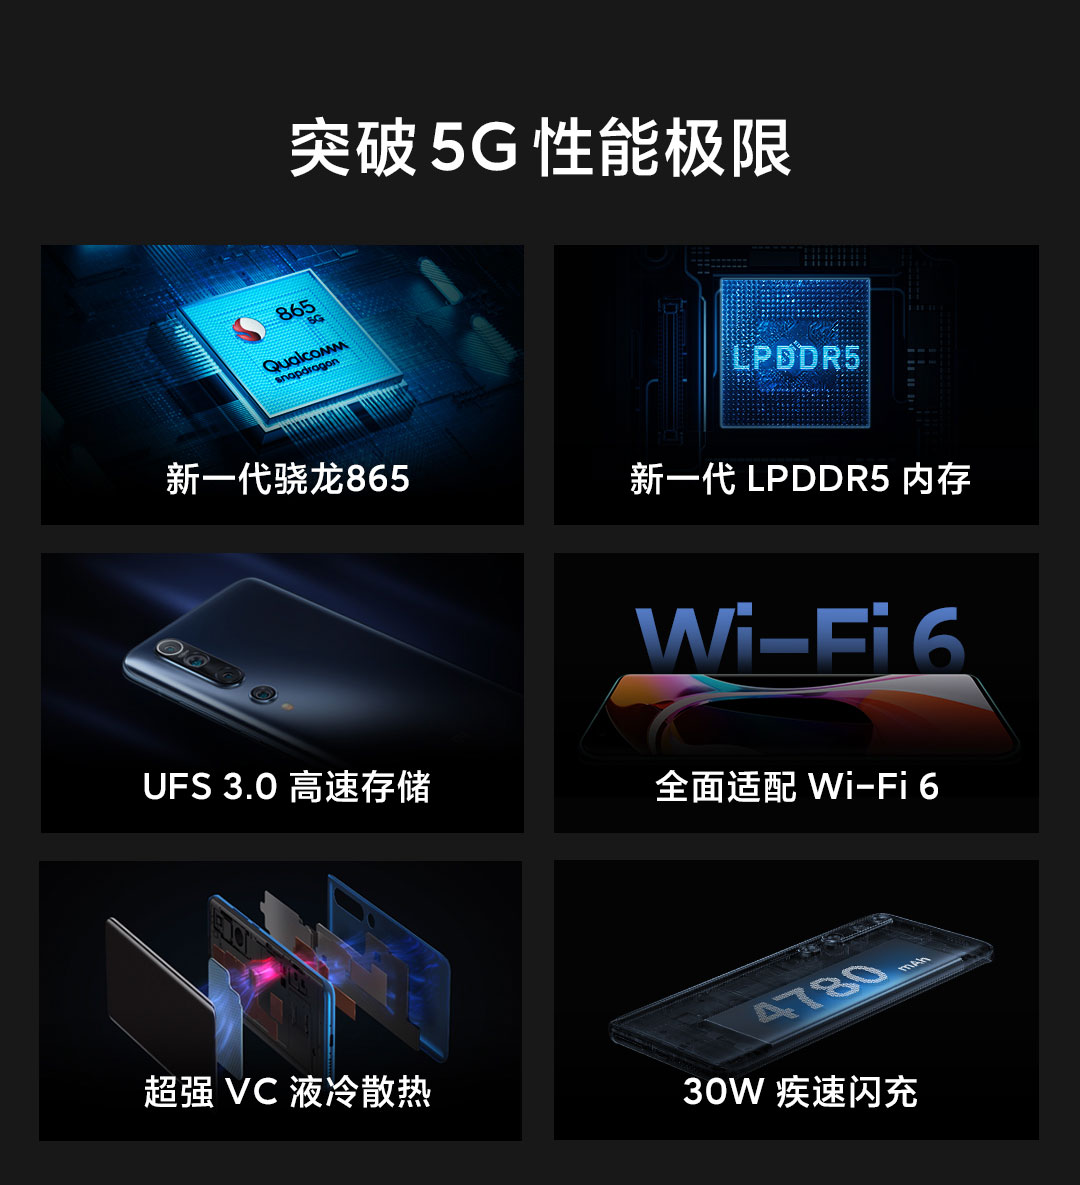 突破5G性能极限
865
5G
Qualcomm
snapdragon
新一代骁龙865
LPDDR5
新一代 LPDDR5 内存
UFS 3.0 高速存储
Wi-Fi 6
全面适配 Wi-Fi 6
超强 VC 液冷散热
4780 mAh
30W 疾速闪充